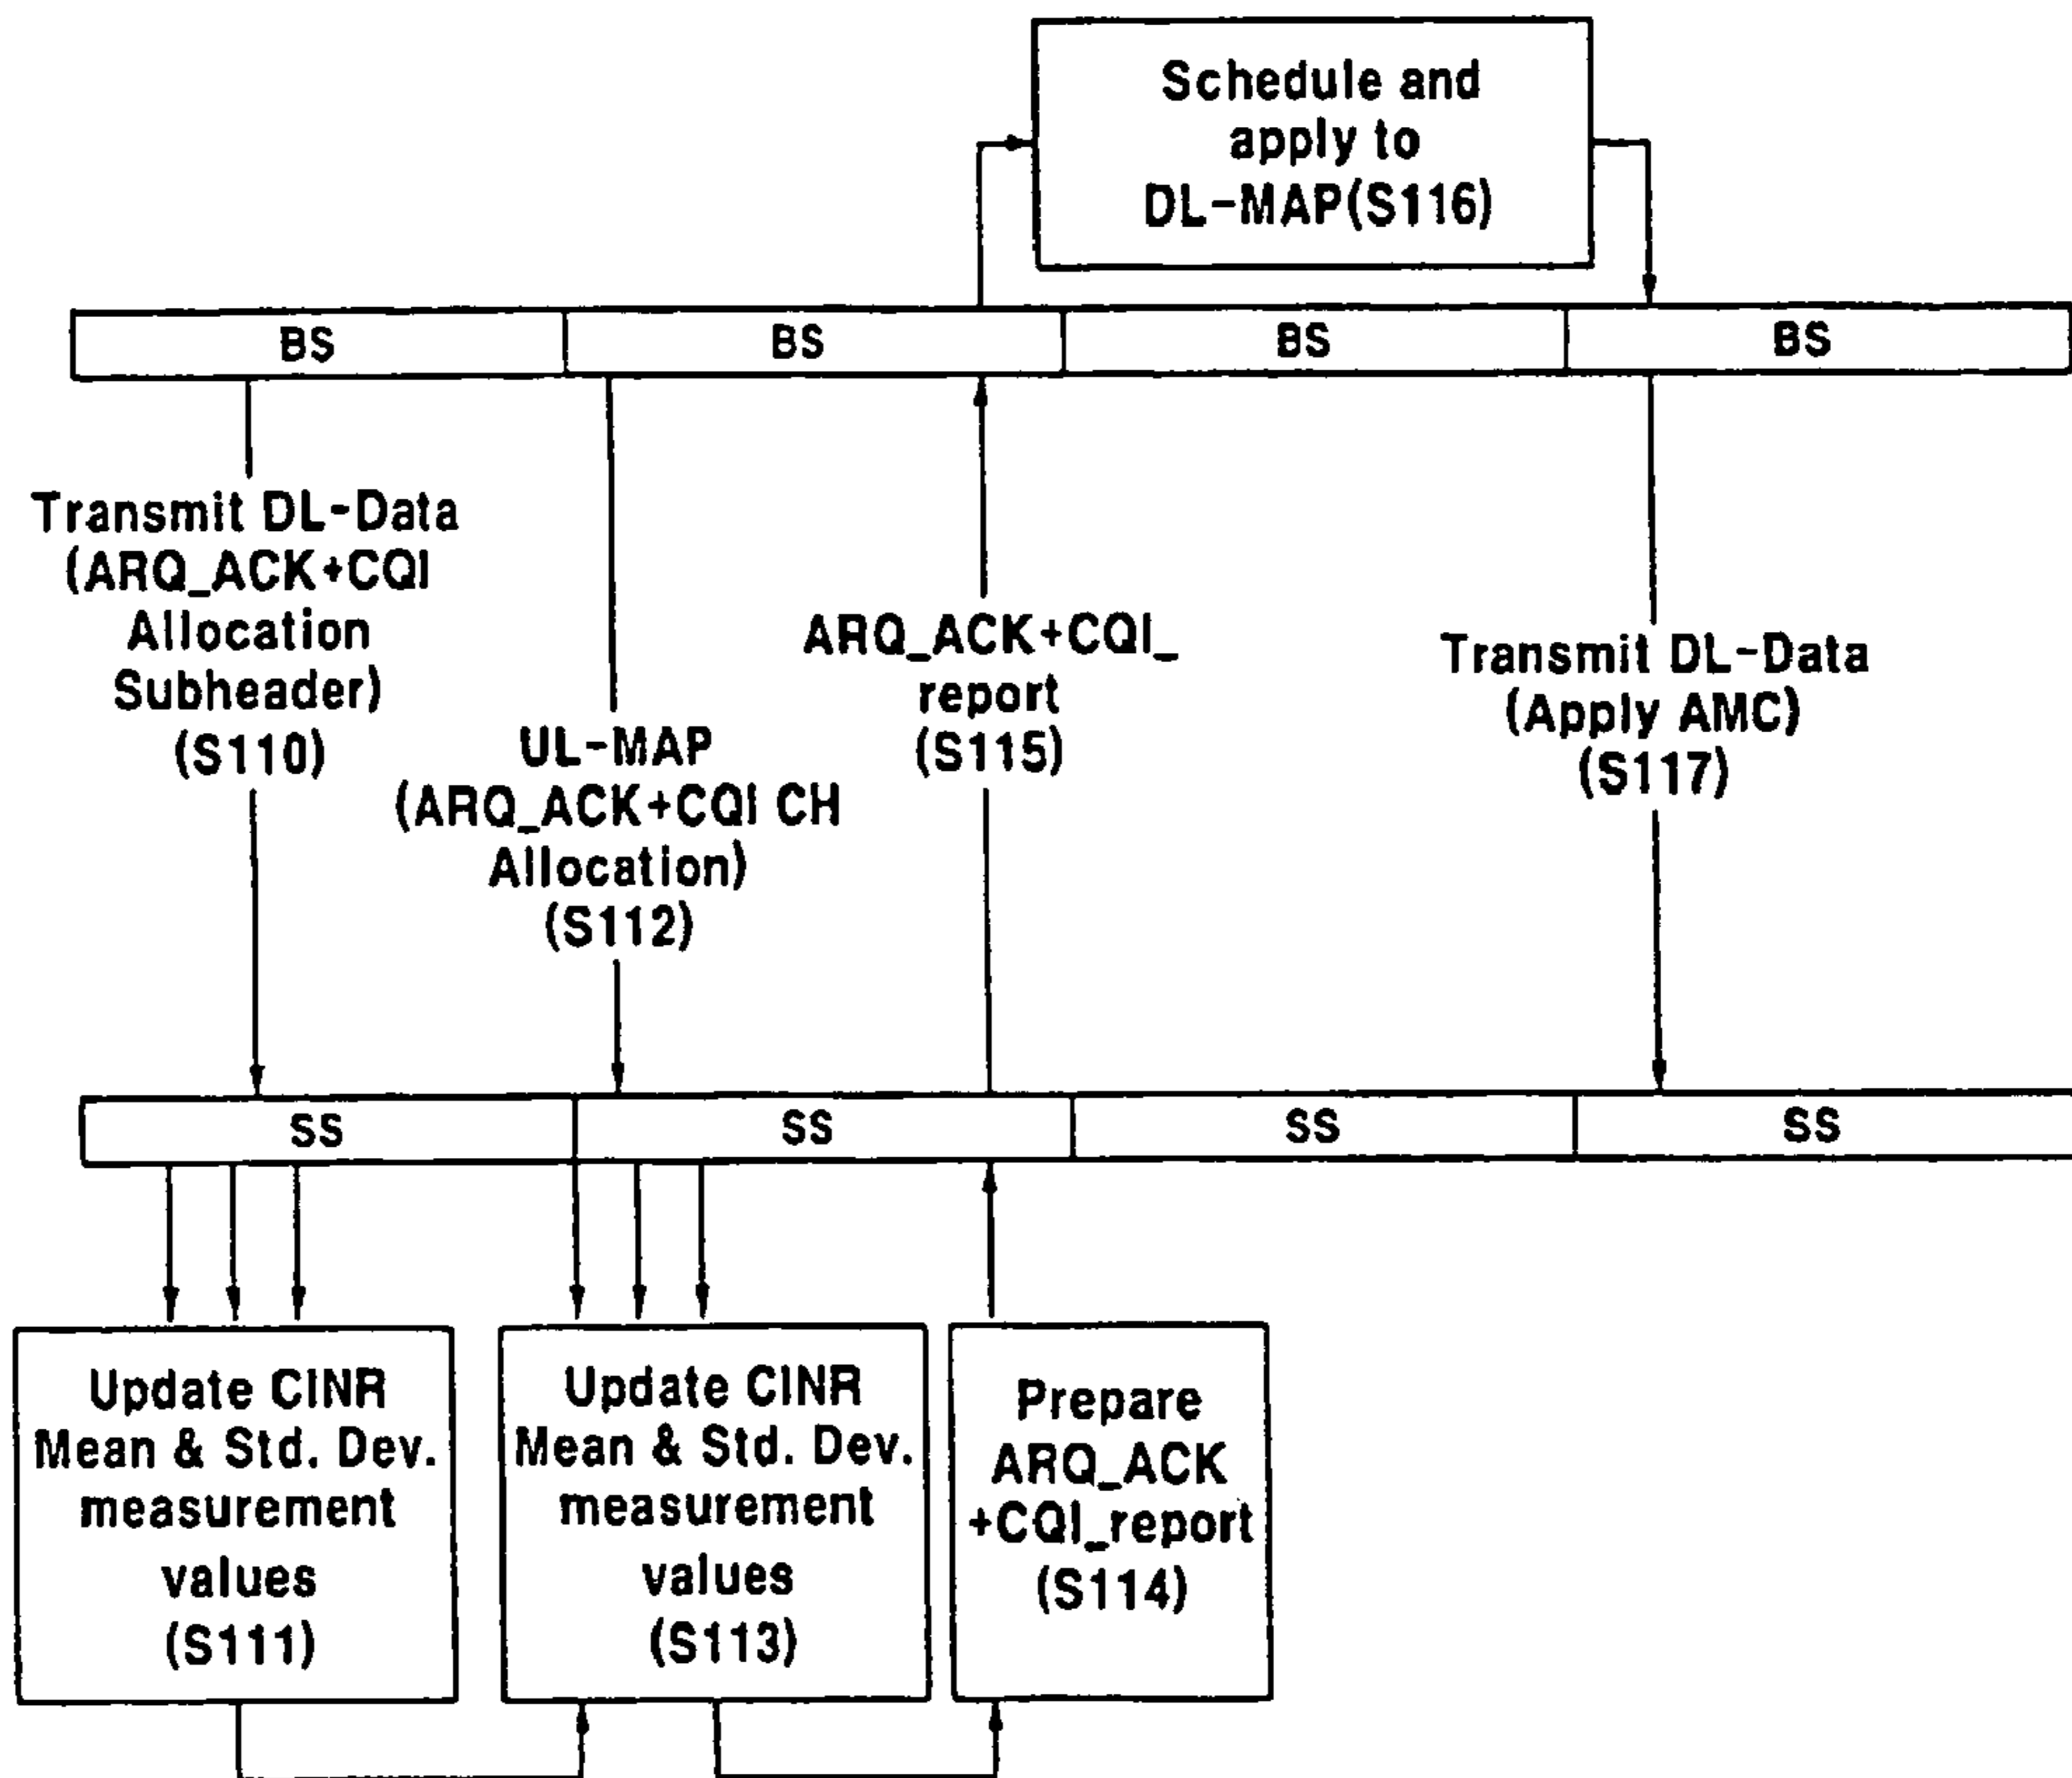 Schedule and
apply to
DL-MAP(S116)
BS
BS
BS
BS
Transmit DL-Data
(ARQ_ACK+CQI
Allocation
Subheader)
(S110)
UL-MAP
(ARQ_ACK+CQI CH
Allocation)
(S112)
ARQ_ACK+CQI_
report
(S115)
Transmit DL-Data
(Apply AMC)
(S117)
SS
SS
SS
SS
Update CINR
Mean & Std. Dev.
measurement
values
(S111)
Update CINR
Mean & Std. Dev.
measurement
values
(S113)
Prepare
ARQ_ACK
+CQI_report
(S114)